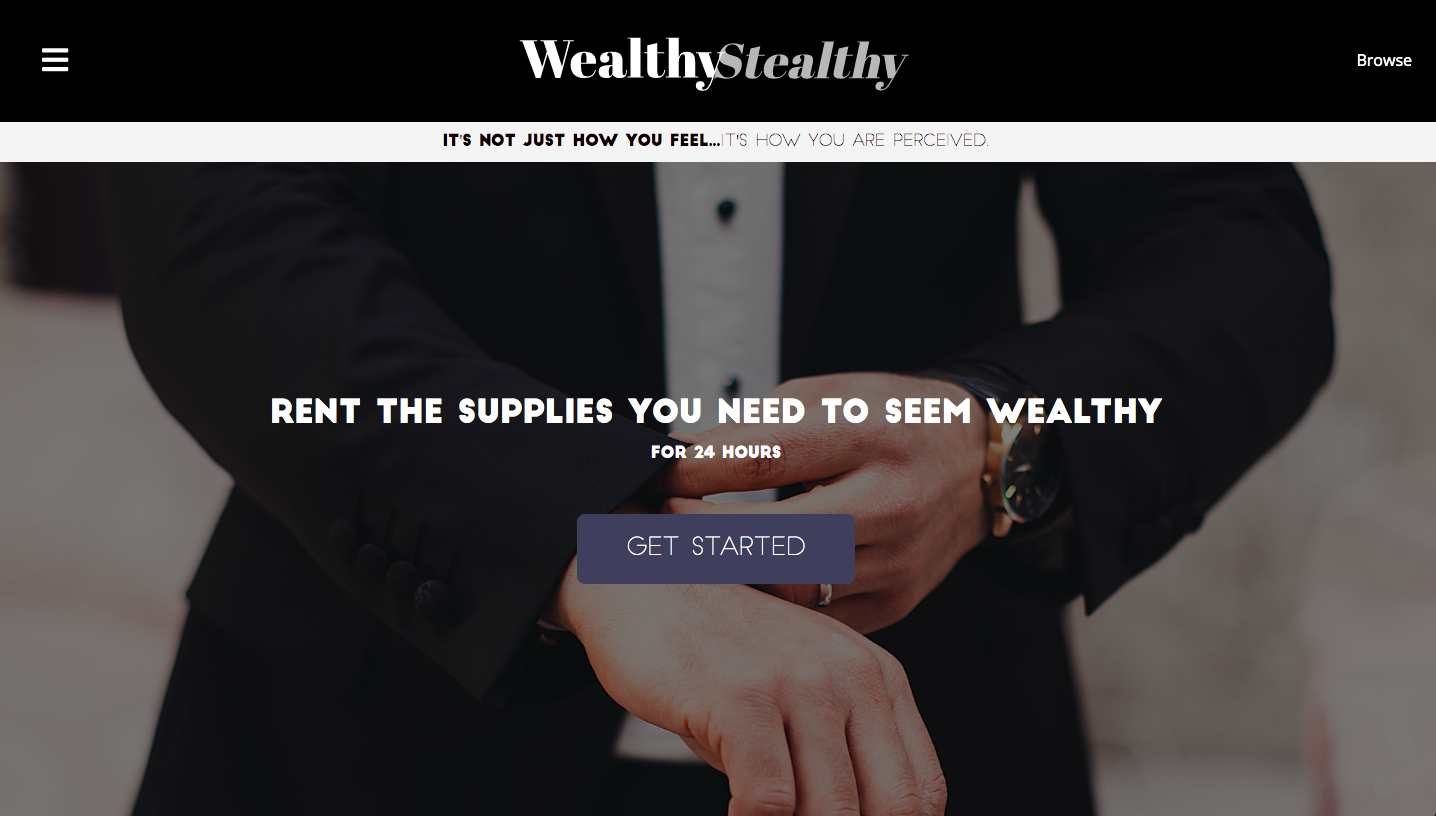 WealthyStealthy
Browse
IT'S NOT JUST HOW YOU FEEL...IT'S HOW YOU ARE PERCEIVED.
RENT THE SUPPLIES YOU NEED TO SEEM WEALTHY
FOR 24 HOURS
GET STARTED